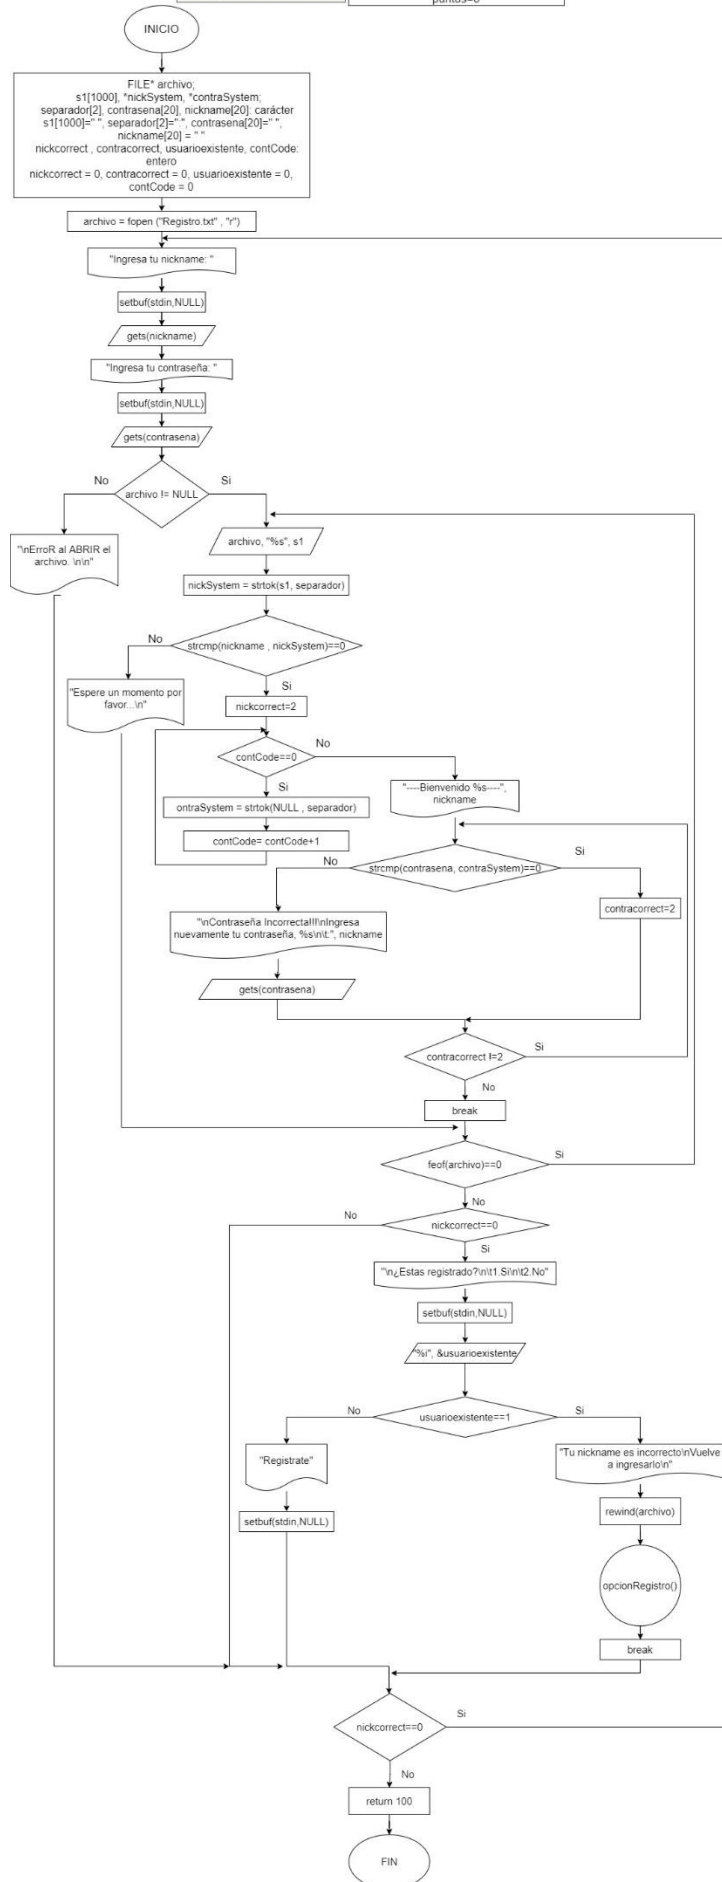 puntos=0
INICIO
FILE* archivo;
s1[1000], *nickSystem, *contraSystem;
separador[2], contrasena[20], nickname[20]: carácter
s1[1000]=" ", separador[2]=":", contrasena[20]=" ",
nickname[20] = " "
nickcorrect , contracorrect, usuarioexistente, contCode:
entero
nickcorrect = 0, contracorrect = 0, usuarioexistente = 0,
contCode = 0
archivo = fopen ("Registro.txt" , "r")
"Ingresa tu nickname: "
setbuf(stdin,NULL)
gets(nickname)
"Ingresa tu contraseña: "
setbuf(stdin,NULL)
gets(contrasena)
No
archivo != NULL
Si
"\nErroR al ABRIR el
archivo. \n\n"
archivo, "%s", s1
nickSystem = strtok(s1, separador)
No
strcmp(nickname , nickSystem)==0
Si
"Espere un momento por
favor...\n"
nickcorrect=2
contCode==0
No
Si
"----Bienvenido %s----",
nickname
ontraSystem = strtok(NULL , separador)
contCode= contCode+1
No
strcmp(contrasena, contraSystem)==0
Si
contracorrect=2
"\nContraseña Incorrecta!!!\nIngresa
nuevamente tu contraseña, %s\n\t:", nickname
gets(contrasena)
contracorrect !=2
Si
No
break
feof(archivo)==0
Si
No
No
nickcorrect==0
Si
"\n¿Estas registrado?\n\t1.Si\n\t2.No"
setbuf(stdin,NULL)
"%i", &usuarioexistente
No
usuarioexistente==1
Si
"Registrate"
setbuf(stdin,NULL)
"Tu nickname es incorrecto\nVuelve
a ingresarlo\n"
rewind(archivo)
opcionRegistro()
break
nickcorrect==0
Si
No
return 100
FIN